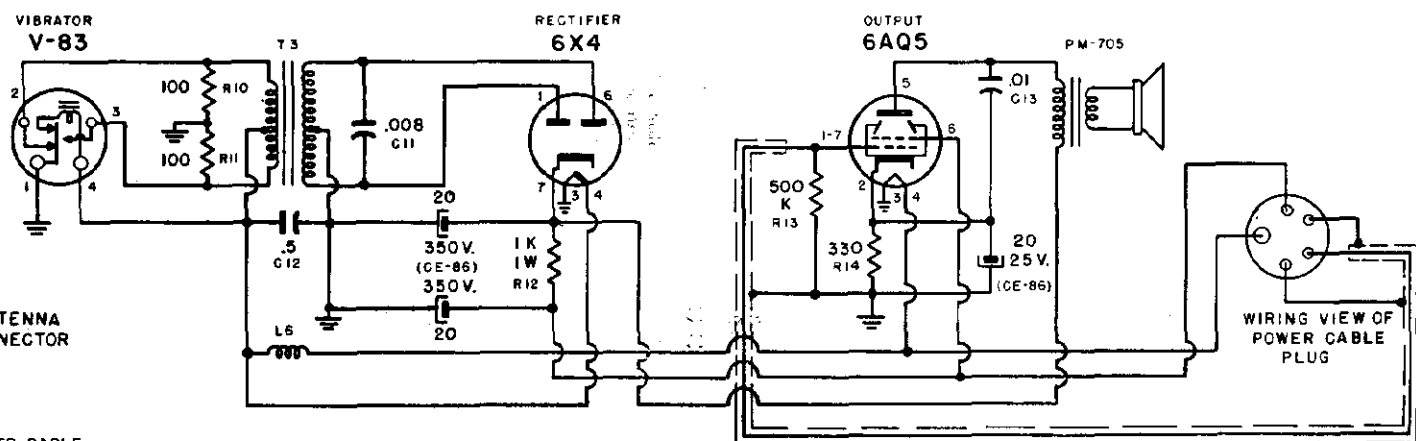 VIBRATOR
V-83
T3
RECTIFIER
6X4
OUTPUT
6AQ5
PM-705
2
3
1
4
100
R10
100
R11
.008
C11
1
6
7
3
4
5
1-7
6
2
3
4
.01
C13
500
K
R13
330
R14
20
25V.
(CE-86)
.5
C12
20
350V.
(CE-86)
350V.
20
1K
1W
R12
L6
TENNA
NECTOR
WIRING VIEW OF
POWER CABLE
PLUG